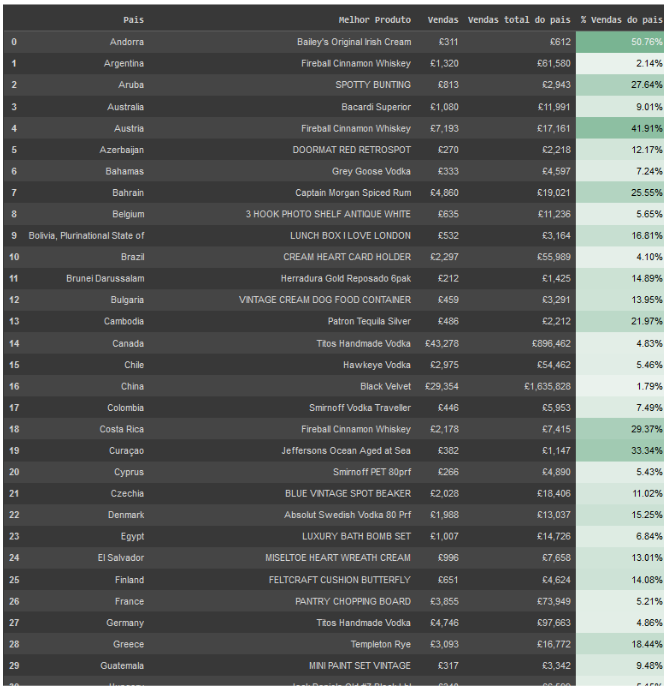 Pais Melhor Produto Vendas Vendas total do pais % Vendas do pais
0 Andorra Bailey's Original Irish Cream £311 £612 50.76%
1 Argentina Fireball Cinnamon Whiskey £1,320 £61,580 2.14%
2 Aruba SPOTTY BUNTING £813 £2,943 27.64%
3 Australia Bacardi Superior £1,080 £11,991 9.01%
4 Austria Fireball Cinnamon Whiskey £7,193 £17,161 41.91%
5 Azerbaijan DOORMAT RED RETROSPOT £270 £2,218 12.17%
6 Bahamas Grey Goose Vodka £333 £4,597 7.24%
7 Bahrain Captain Morgan Spiced Rum £4,860 £19,021 25.55%
8 Belgium 3 HOOK PHOTO SHELF ANTIQUE WHITE £635 £11,236 5.65%
9 Bolivia, Plurinational State of LUNCH BOX I LOVE LONDON £532 £3,164 16.81%
10 Brazil CREAM HEART CARD HOLDER £2,297 £55,989 4.10%
11 Brunei Darussalam Herradura Gold Reposado 6pak £212 £1,425 14.89%
12 Bulgaria VINTAGE CREAM DOG FOOD CONTAINER £459 £3,291 13.95%
13 Cambodia Patron Tequila Silver £486 £2,212 21.97%
14 Canada Titos Handmade Vodka £43,278 £896,462 4.83%
15 Chile Hawkeye Vodka £2,975 £54,462 5.46%
16 China Black Velvet £29,354 £1,635,828 1.79%
17 Colombia Smirnoff Vodka Traveller £446 £5,953 7.49%
18 Costa Rica Fireball Cinnamon Whiskey £2,178 £7,415 29.37%
19 Curaçao Jeffersons Ocean Aged at Sea £382 £1,147 33.34%
20 Cyprus Smirnoff PET 80prf £266 £4,890 5.43%
21 Czechia BLUE VINTAGE SPOT BEAKER £2,028 £18,406 11.02%
22 Denmark Absolut Swedish Vodka 80 Prf £1,988 £13,037 15.25%
23 Egypt LUXURY BATH BOMB SET £1,007 £14,726 6.84%
24 El Salvador MISELTOE HEART WREATH CREAM £996 £7,658 13.01%
25 Finland FELTCRAFT CUSHION BUTTERFLY £651 £4,624 14.08%
26 France PANTRY CHOPPING BOARD £3,855 £73,949 5.21%
27 Germany Titos Handmade Vodka £4,746 £97,663 4.86%
28 Greece Templeton Rye £3,093 £16,772 18.44%
29 Guatemala MINI PAINT SET VINTAGE £317 £3,342 9.48%